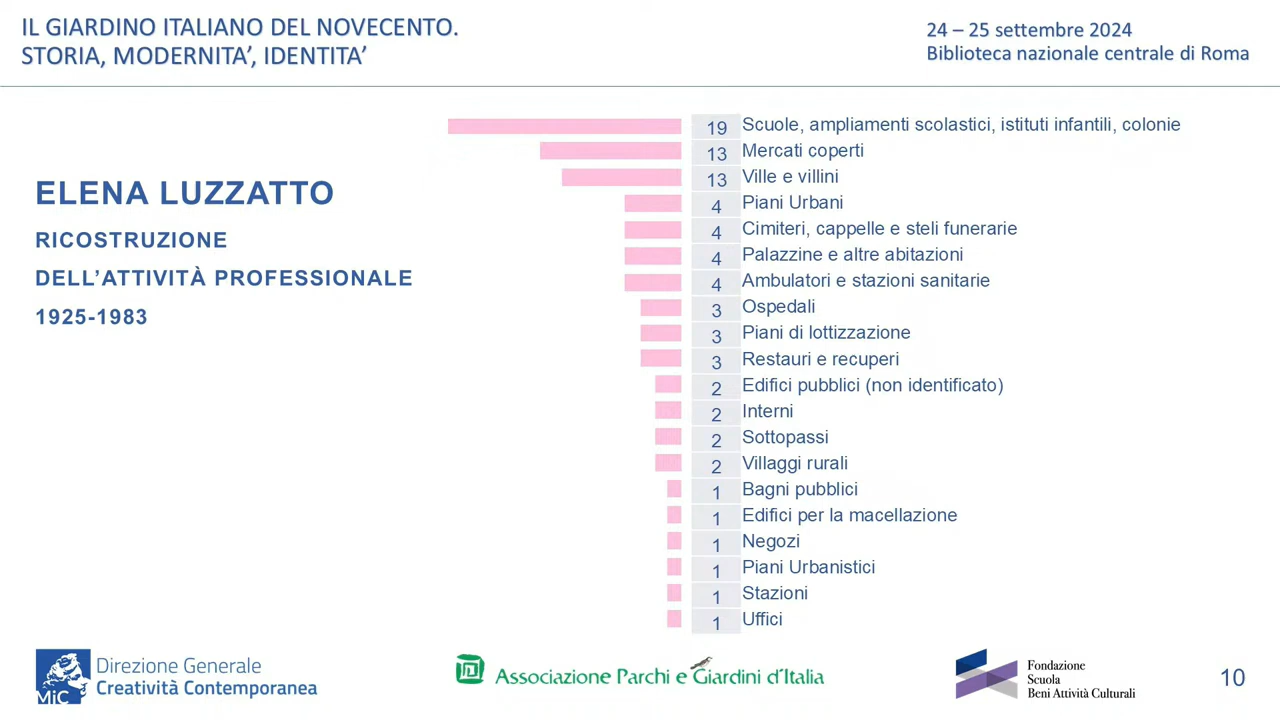 IL GIARDINO ITALIANO DEL NOVECENTO.
STORIA, MODERNITA’, IDENTITA’
24 – 25 settembre 2024
Biblioteca nazionale centrale di Roma
ELENA LUZZATTO
RICOSTRUZIONE
DELL’ATTIVITÀ PROFESSIONALE
1925-1983
19 Scuole, ampliamenti scolastici, istituti infantili, colonie
13 Mercati coperti
13 Ville e villini
4 Piani Urbani
4 Cimiteri, cappelle e steli funerarie
4 Palazzine e altre abitazioni
4 Ambulatori e stazioni sanitarie
3 Ospedali
3 Piani di lottizzazione
3 Restauri e recuperi
2 Edifici pubblici (non identificato)
2 Interni
2 Sottopassi
2 Villaggi rurali
1 Bagni pubblici
1 Edifici per la macellazione
1 Negozi
1 Piani Urbanistici
1 Stazioni
1 Uffici
MiC
Direzione Generale
Creatività Contemporanea
Associazione Parchi e Giardini d’Italia
Fondazione
Scuola
Beni Attività Culturali
10